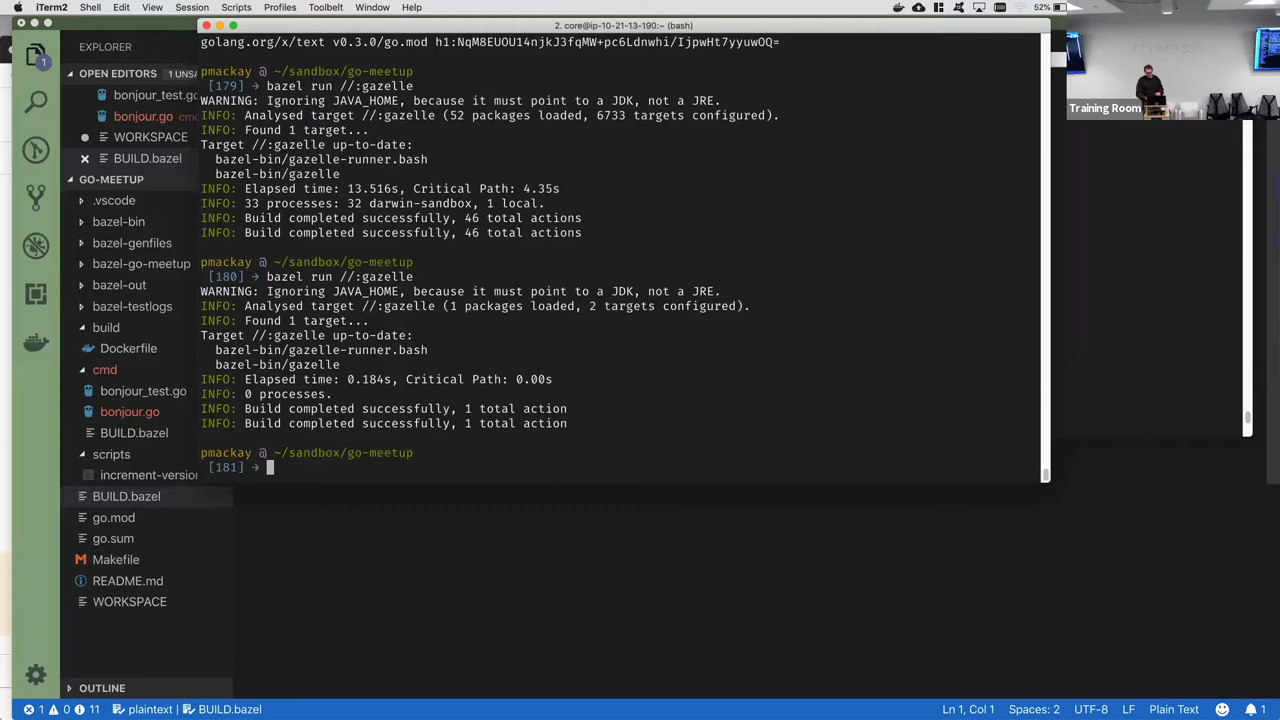 iTerm2 Shell Edit View Session Scripts Profiles Toolbelt Window Help 52%
2. core@ip-10-21-13-190:~ (bash)
EXPLORER
OPEN EDITORS 1 UNSA
bonjour_test.go
bonjour.go cmd
WORKSPACE
BUILD.bazel
GO-MEETUP
.vscode
bazel-bin
bazel-genfiles
bazel-go-meetup
bazel-out
bazel-testlogs
build
Dockerfile
cmd
bonjour_test.go
bonjour.go
BUILD.bazel
scripts
increment-version
BUILD.bazel
go.mod
go.sum
Makefile
README.md
WORKSPACE
OUTLINE
golang.org/x/text v0.3.0/go.mod h1:NqM8EUOU14njkJ3fqMW+pc6Ldnwhi/IjpwHt7yyuwOQ=
pmackay @ ~/sandbox/go-meetup
[179] → bazel run //:gazelle
WARNING: Ignoring JAVA_HOME, because it must point to a JDK, not a JRE.
INFO: Analysed target //:gazelle (52 packages loaded, 6733 targets configured).
INFO: Found 1 target...
Target //:gazelle up-to-date:
bazel-bin/gazelle-runner.bash
bazel-bin/gazelle
INFO: Elapsed time: 13.516s, Critical Path: 4.35s
INFO: 33 processes: 32 darwin-sandbox, 1 local.
INFO: Build completed successfully, 46 total actions
INFO: Build completed successfully, 46 total actions
pmackay @ ~/sandbox/go-meetup
[180] → bazel run //:gazelle
WARNING: Ignoring JAVA_HOME, because it must point to a JDK, not a JRE.
INFO: Analysed target //:gazelle (1 packages loaded, 2 targets configured).
INFO: Found 1 target...
Target //:gazelle up-to-date:
bazel-bin/gazelle-runner.bash
bazel-bin/gazelle
INFO: Elapsed time: 0.184s, Critical Path: 0.00s
INFO: 0 processes.
INFO: Build completed successfully, 1 total action
INFO: Build completed successfully, 1 total action
pmackay @ ~/sandbox/go-meetup
[181] →
Training Room
1 0 11 plaintext | BUILD.bazel Ln 1, Col 1 Spaces: 2 UTF-8 LF Plain Text 1